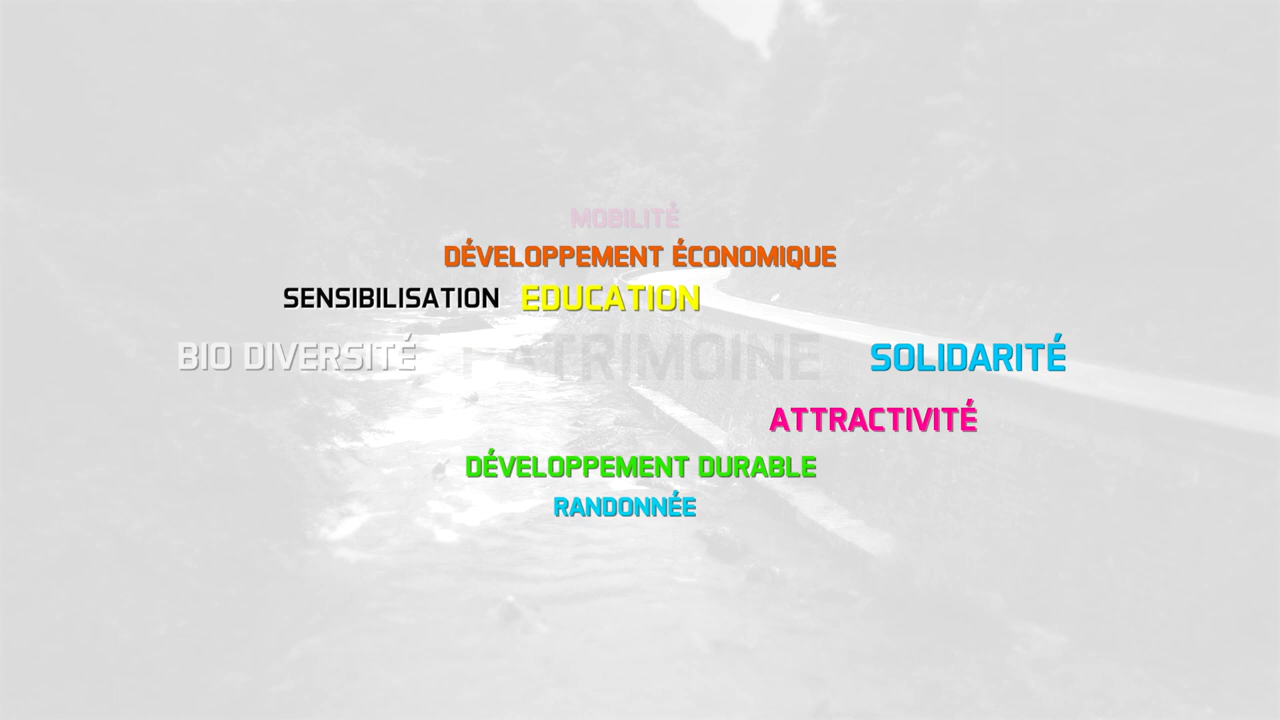 MOBILITÉ
DÉVELOPPEMENT ÉCONOMIQUE
SENSIBILISATION EDUCATION
BIO DIVERSITÉ PATRIMOINE SOLIDARITÉ
ATTRACTIVITÉ
DÉVELOPPEMENT DURABLE
RANDONNÉE